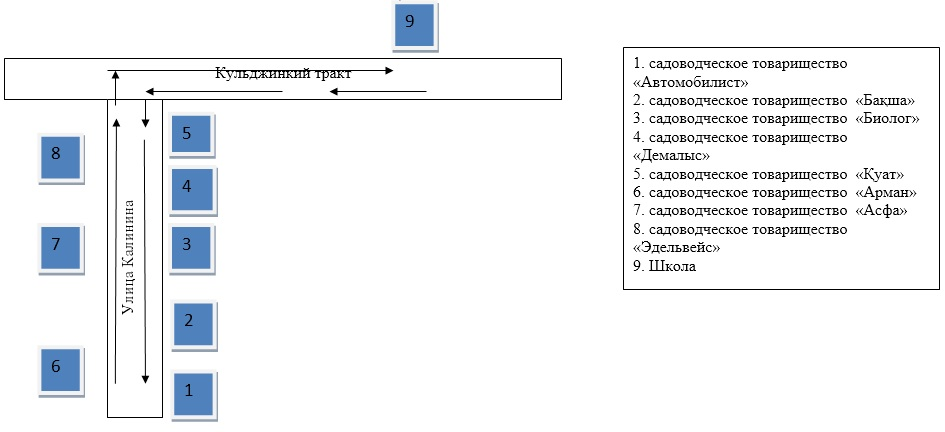 9
Кульджинкий тракт
8
5
4
7
3
Улица Калинина
2
6
1
1. садоводческое товарищество
«Автомобилист»
2. садоводческое товарищество «Бақша»
3. садоводческое товарищество «Биолог»
4. садоводческое товарищество
«Демалыс»
5. садоводческое товарищество «Қуат»
6. садоводческое товарищество «Арман»
7. садоводческое товарищество «Асфа»
8. садоводческое товарищество
«Эдельвейс»
9. Школа